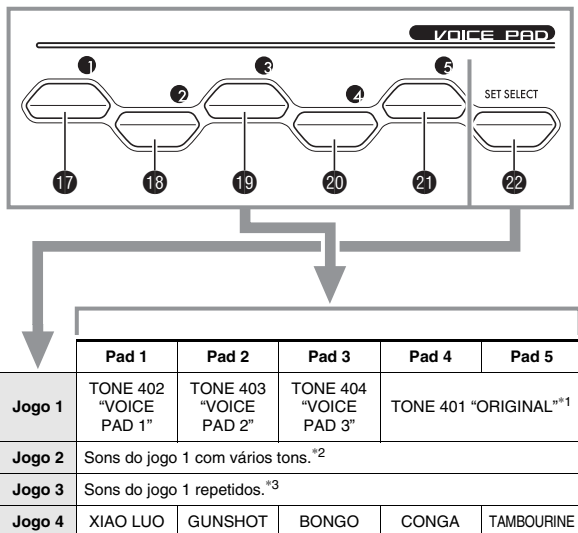 VOICE PAD
1 2 3 4 5 SET SELECT
17 18 19 20 21 22
Pad 1 Pad 2 Pad 3 Pad 4 Pad 5
Jogo 1 TONE 402 "VOICE PAD 1" TONE 403 "VOICE PAD 2" TONE 404 "VOICE PAD 3" TONE 401 "ORIGINAL"*1
Jogo 2 Sons do jogo 1 com vários tons.*2
Jogo 3 Sons do jogo 1 repetidos.*3
Jogo 4 XIAO LUO GUNSHOT BONGO CONGA TAMBOURINE